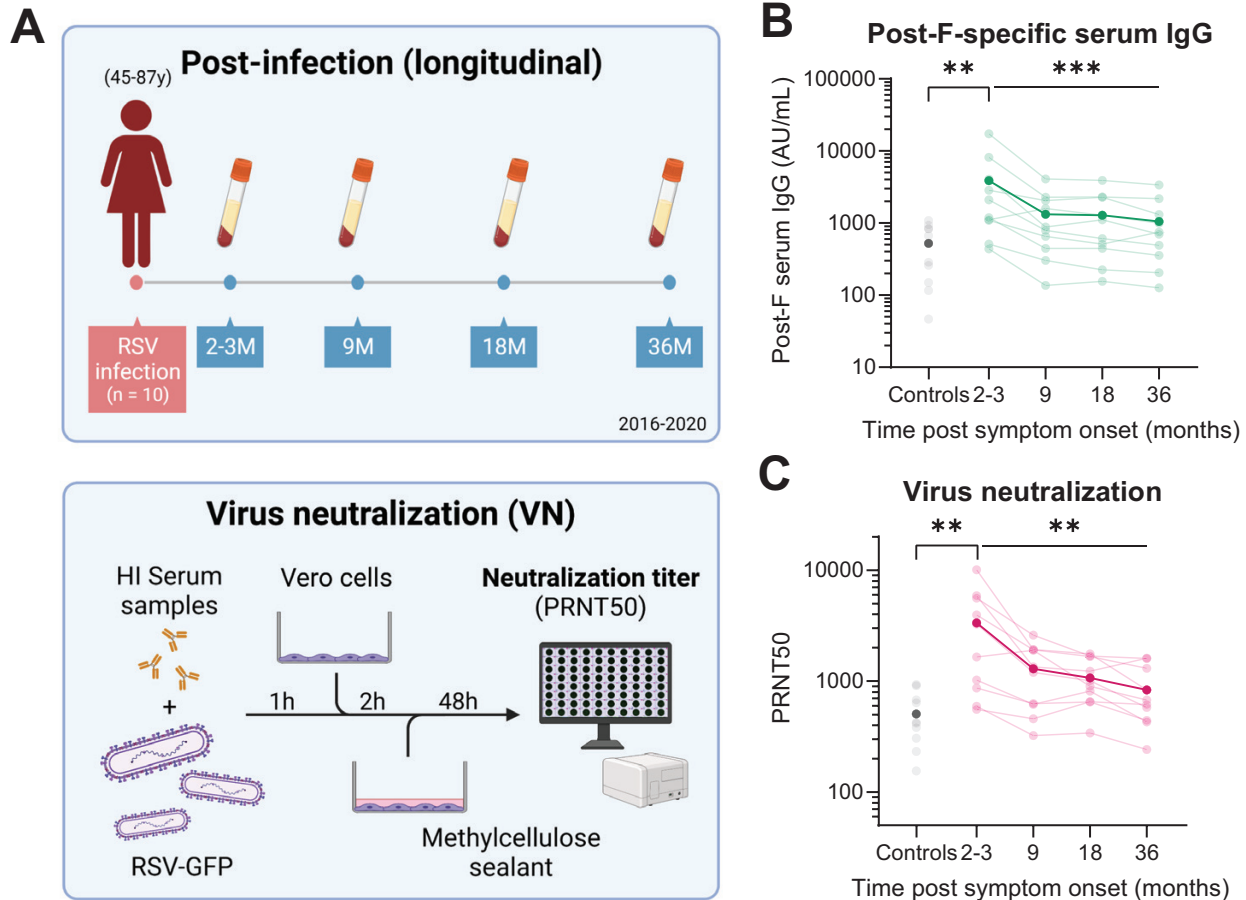 A
Post-infection (longitudinal)
(45-87y)
RSV
infection
(n = 10)
2-3M
9M
18M
36M
2016-2020
Virus neutralization (VN)
HI Serum
samples
+
RSV-GFP
Vero cells
1h
2h
48h
Methylcellulose
sealant
Neutralization titer
(PRNT50)
B
Post-F-specific serum IgG
** ***
Post-F serum IgG (AU/mL)
100000
10000
1000
100
10
Controls 2-3 9 18 36
Time post symptom onset (months)
C
Virus neutralization
** **
PRNT50
10000
1000
100
Controls 2-3 9 18 36
Time post symptom onset (months)